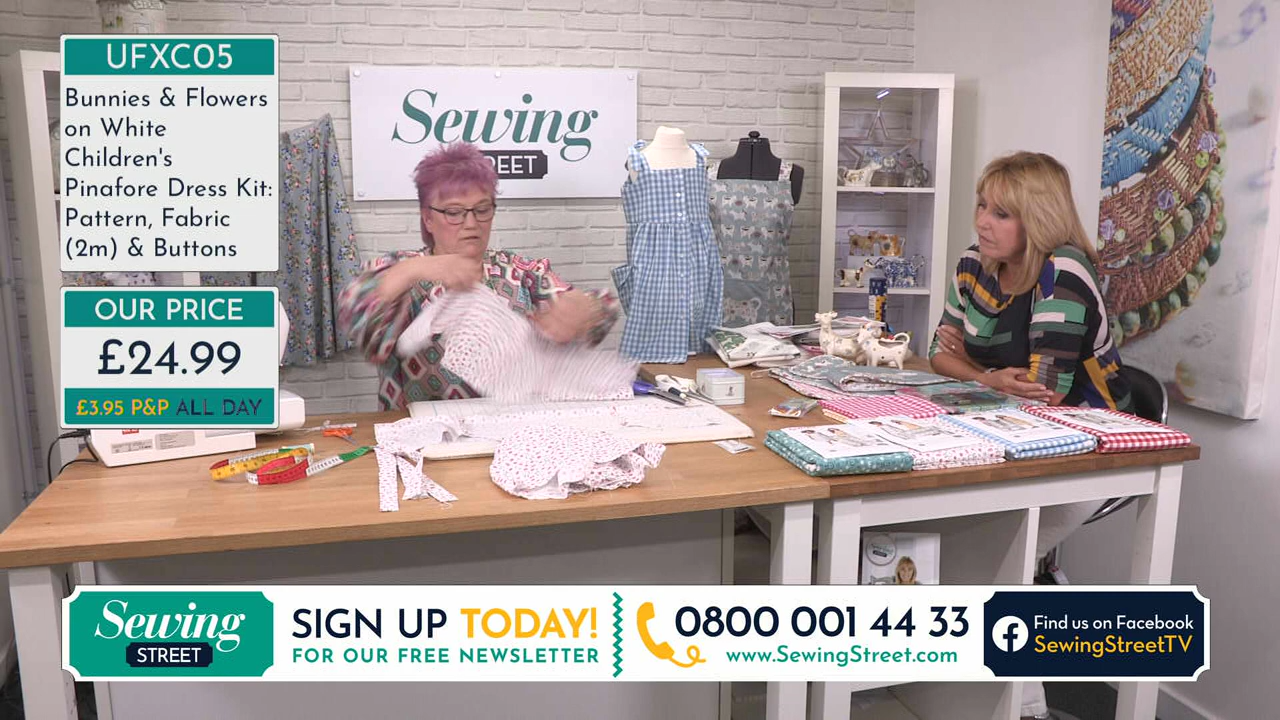 UFXC05
Bunnies & Flowers
on White
Children's
Pinafore Dress Kit:
Pattern, Fabric
(2m) & Buttons
OUR PRICE
£24.99
£3.95 P&P ALL DAY
Sewing
Sewing
STREET
SIGN UP TODAY!
FOR OUR FREE NEWSLETTER
0800 001 44 33
www.SewingStreet.com
Find us on Facebook
SewingStreetTV